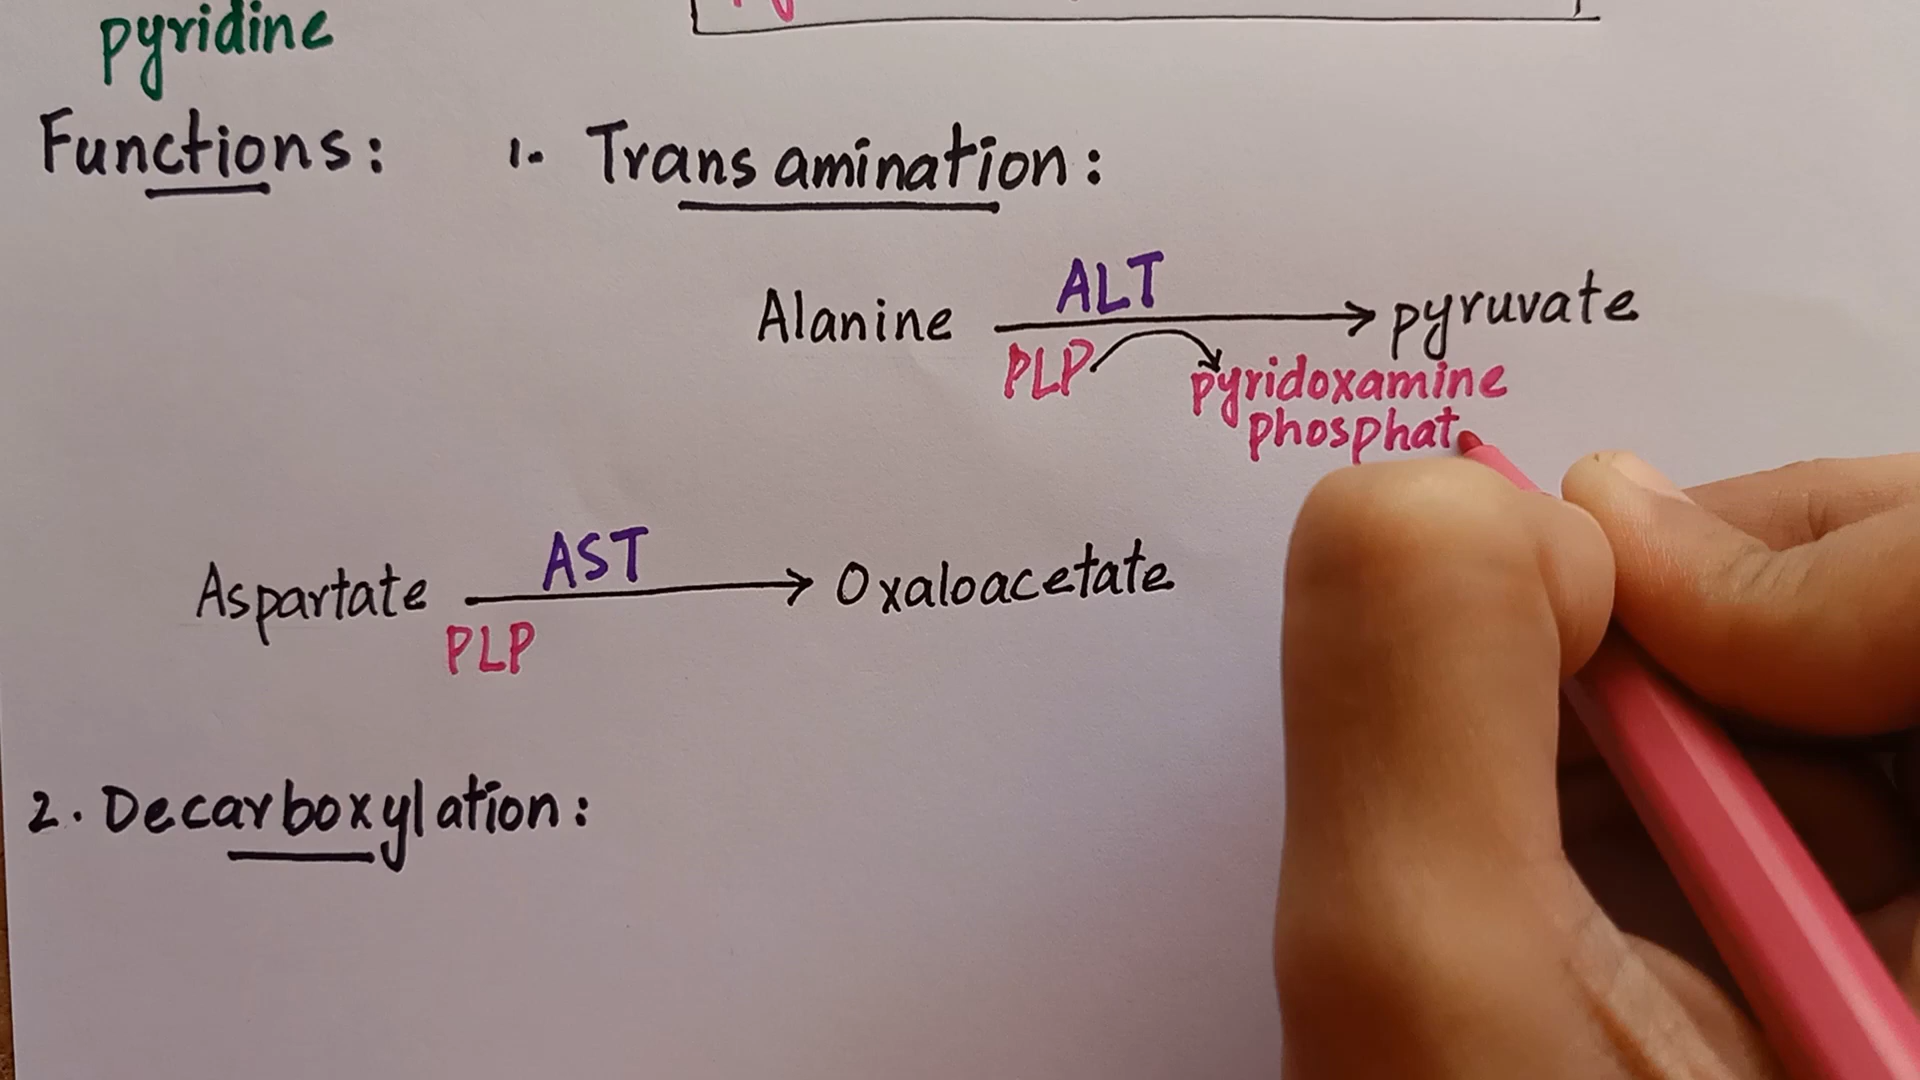 pyridine
Functions: 1. Transamination:
ALT
Alanine → pyruvate
PLP pyridoxamine
phosphat
AST
Aspartate → Oxaloacetate
PLP
2. Decarboxylation: